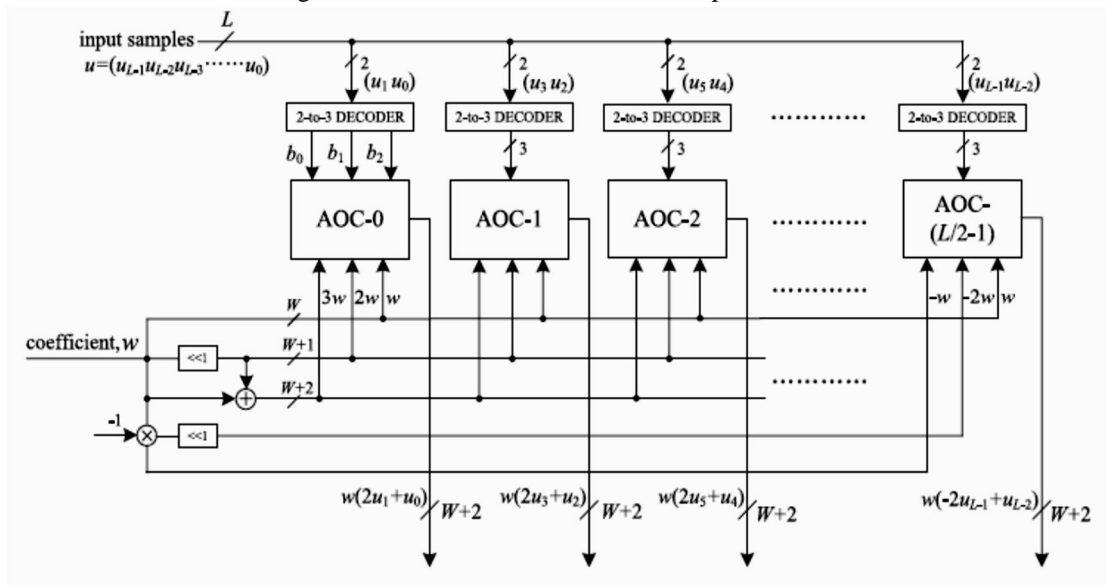 L
input samples
u=(u_{L-1}u_{L-2}u_{L-3}······u_0)
2 2 2 2
(u_1 u_0) (u_3 u_2) (u_5 u_4) (u_{L-1}u_{L-2})
2-to-3 DECODER 2-to-3 DECODER 2-to-3 DECODER 2-to-3 DECODER
b_0 b_1 b_2 3 3 3
AOC-0 AOC-1 AOC-2 AOC-
(L/2-1)
3w 2w w -w -2w w
W
coefficient, w
<<1 W+1
W+2
+
-1
× <<1
w(2u_1+u_0) w(2u_3+u_2) w(2u_5+u_4) w(-2u_{L-1}+u_{L-2})
W+2 W+2 W+2 W+2